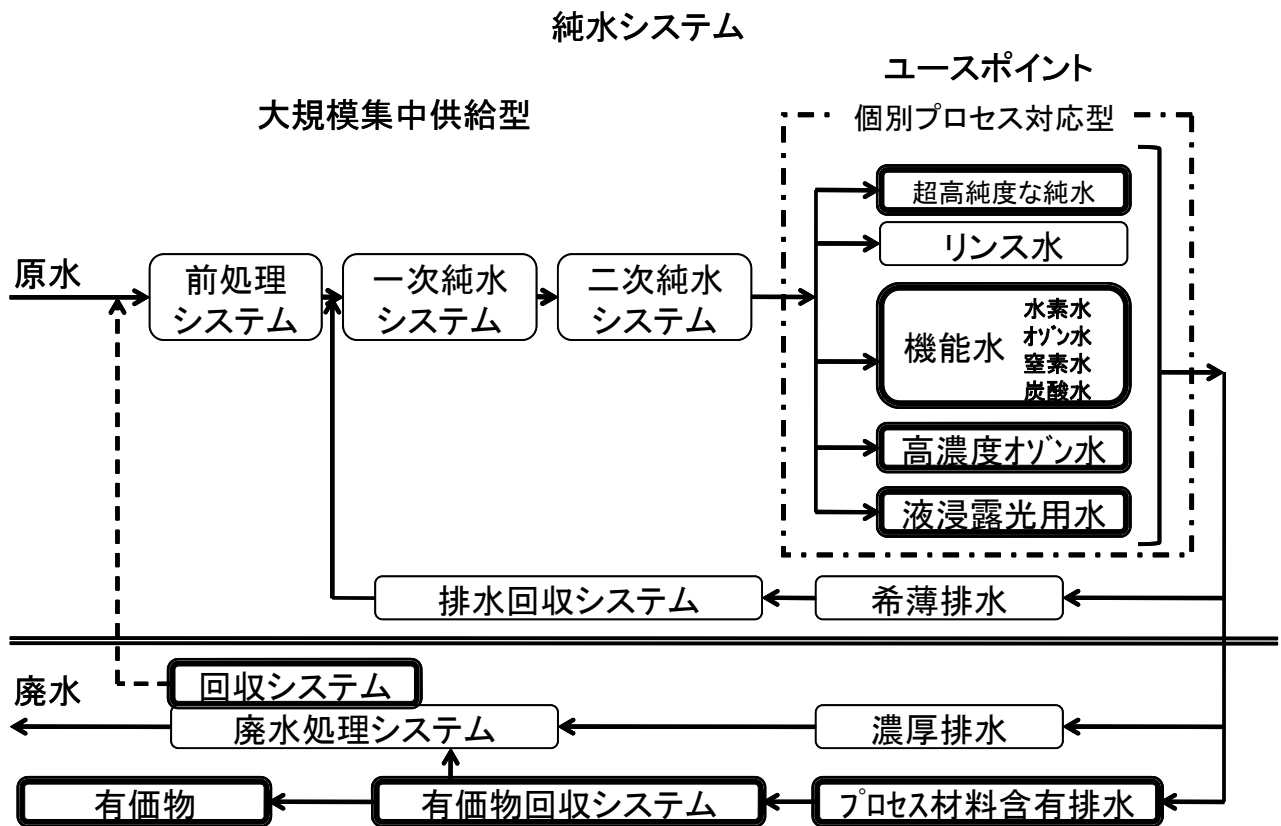 純水システム
ユースポイント
大規模集中供給型
個別プロセス対応型
超高純度な純水
リンス水
原水
前処理
システム
一次純水
システム
二次純水
システム
機能水
水素水
オゾン水
窒素水
炭酸水
高濃度オゾン水
液浸露光用水
排水回収システム
希薄排水
回収システム
廃水
廃水処理システム
濃厚排水
有価物
有価物回収システム
プロセス材料含有排水